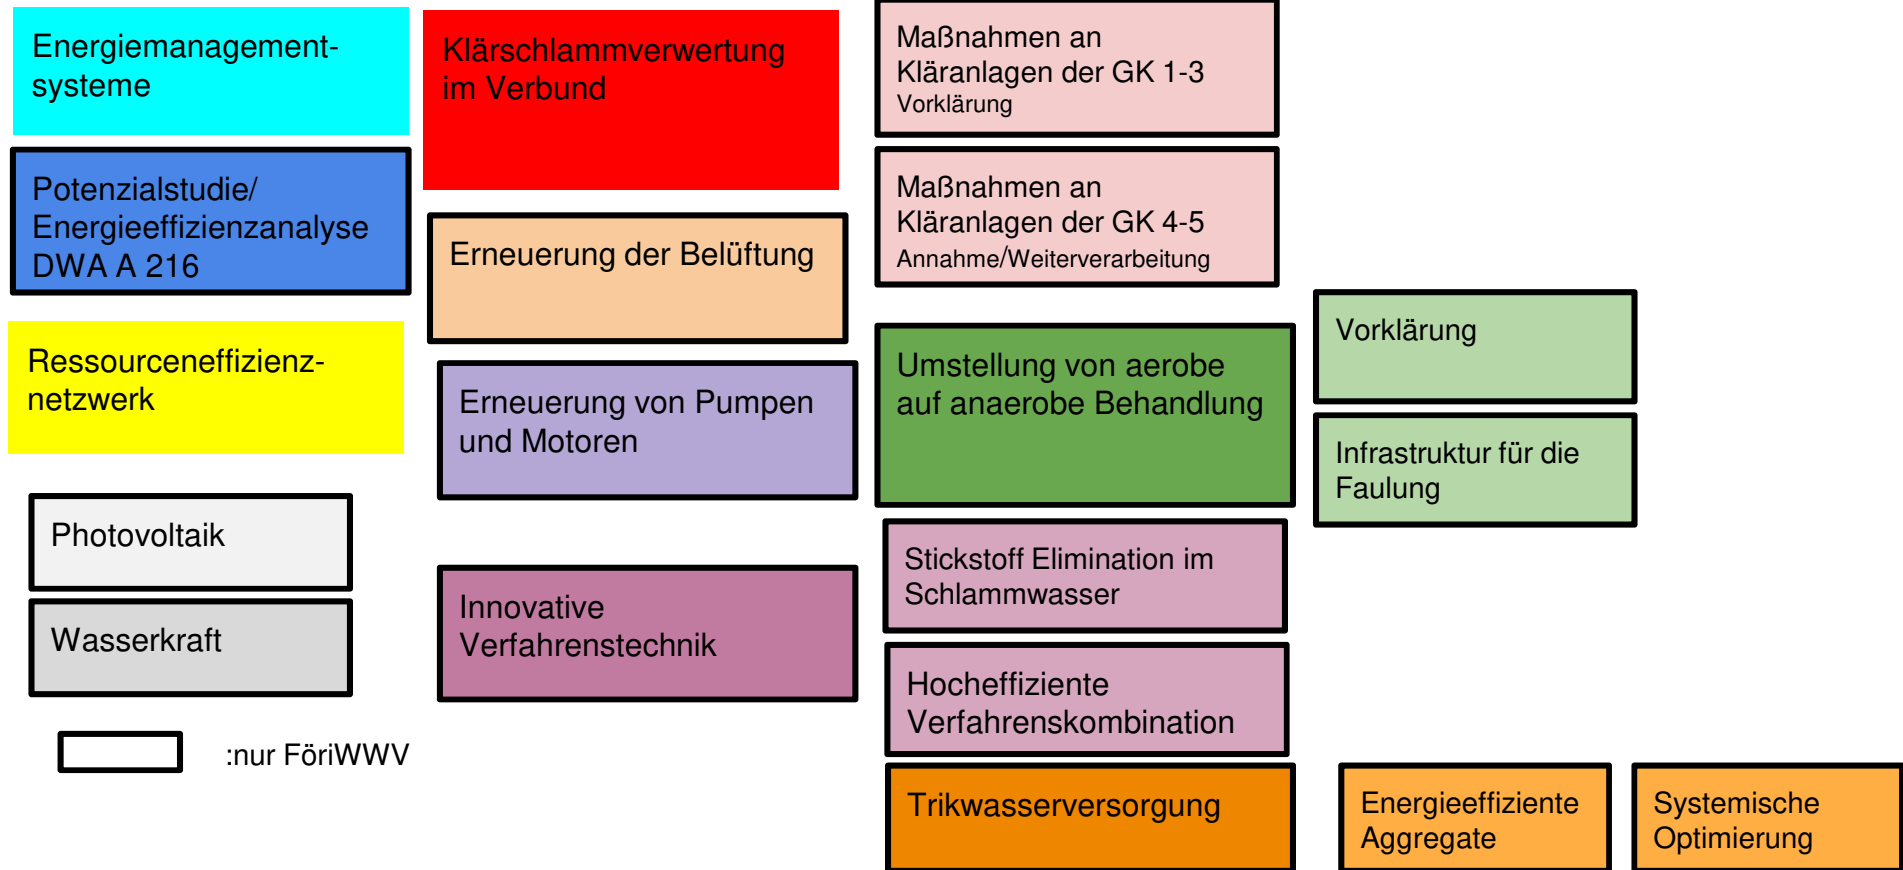 Energiemanagement-
systeme
Potenzialstudie/
Energieeffizienzanalyse
DWA A 216
Ressourceneffizienz-
netzwerk
Photovoltaik
Wasserkraft
:nur FöriWWV
Klärschlammverwertung
im Verbund
Erneuerung der Belüftung
Erneuerung von Pumpen
und Motoren
Innovative
Verfahrenstechnik
Maßnahmen an
Kläranlagen der GK 1-3
Vorklärung
Maßnahmen an
Kläranlagen der GK 4-5
Annahme/Weiterverarbeitung
Umstellung von aerobe
auf anaerobe Behandlung
Vorklärung
Infrastruktur für die
Faulung
Stickstoff Elimination im
Schlammwasser
Hocheffiziente
Verfahrenskombination
Trikwasserversorgung
Energieeffiziente
Aggregate
Systemische
Optimierung